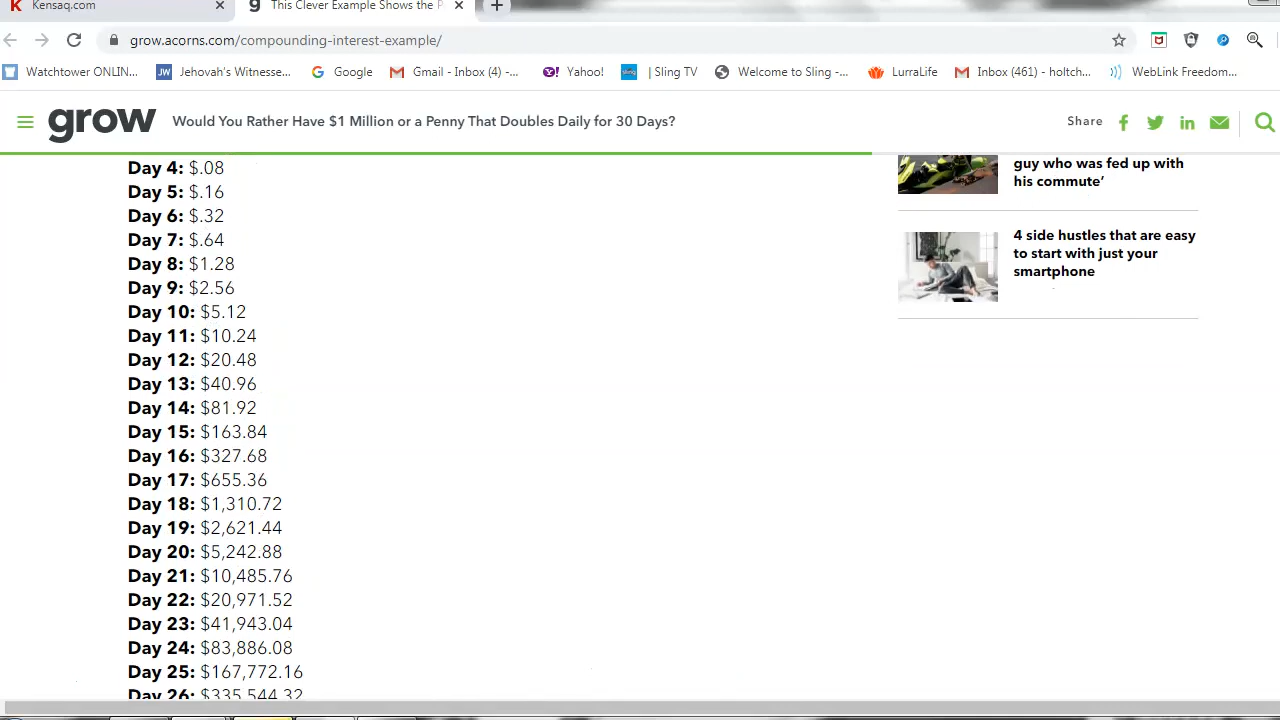 Kensaq.com
This Clever Example Shows the P
grow.acorns.com/compounding-interest-example/
Watchtower ONLIN...
Jehovah's Witnesse...
Google
Gmail - Inbox (4) -...
Yahoo!
| Sling TV
Welcome to Sling -...
LurraLife
Inbox (461) - holtch...
WebLink Freedom...
grow
Would You Rather Have $1 Million or a Penny That Doubles Daily for 30 Days?
Share
Day 4: $.08
Day 5: $.16
Day 6: $.32
Day 7: $.64
Day 8: $1.28
Day 9: $2.56
Day 10: $5.12
Day 11: $10.24
Day 12: $20.48
Day 13: $40.96
Day 14: $81.92
Day 15: $163.84
Day 16: $327.68
Day 17: $655.36
Day 18: $1,310.72
Day 19: $2,621.44
Day 20: $5,242.88
Day 21: $10,485.76
Day 22: $20,971.52
Day 23: $41,943.04
Day 24: $83,886.08
Day 25: $167,772.16
Day 26: $335,544.32
guy who was fed up with
his commute’
4 side hustles that are easy
to start with just your
smartphone